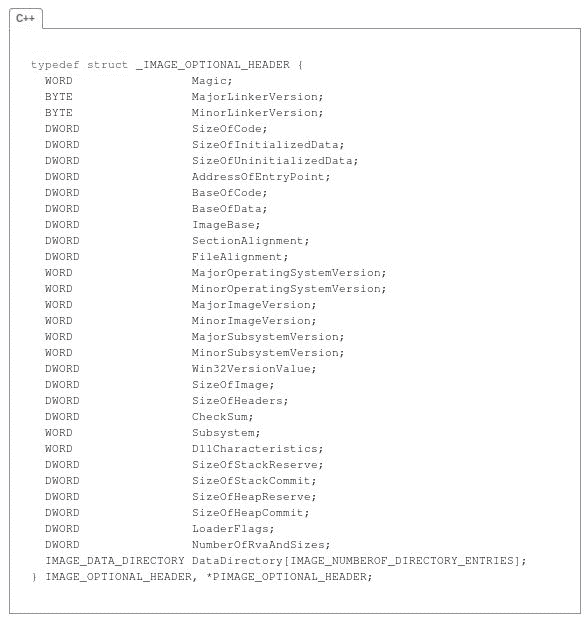 C++
typedef struct _IMAGE_OPTIONAL_HEADER {
WORD Magic;
BYTE MajorLinkerVersion;
BYTE MinorLinkerVersion;
DWORD SizeOfCode;
DWORD SizeOfInitializedData;
DWORD SizeOfUninitializedData;
DWORD AddressOfEntryPoint;
DWORD BaseOfCode;
DWORD BaseOfData;
DWORD ImageBase;
DWORD SectionAlignment;
DWORD FileAlignment;
WORD MajorOperatingSystemVersion;
WORD MinorOperatingSystemVersion;
WORD MajorImageVersion;
WORD MinorImageVersion;
WORD MajorSubsystemVersion;
WORD MinorSubsystemVersion;
DWORD Win32VersionValue;
DWORD SizeOfImage;
DWORD SizeOfHeaders;
DWORD CheckSum;
WORD Subsystem;
WORD DllCharacteristics;
DWORD SizeOfStackReserve;
DWORD SizeOfStackCommit;
DWORD SizeOfHeapReserve;
DWORD SizeOfHeapCommit;
DWORD LoaderFlags;
DWORD NumberOfRvaAndSizes;
IMAGE_DATA_DIRECTORY DataDirectory[IMAGE_NUMBEROF_DIRECTORY_ENTRIES];
} IMAGE_OPTIONAL_HEADER, *PIMAGE_OPTIONAL_HEADER;